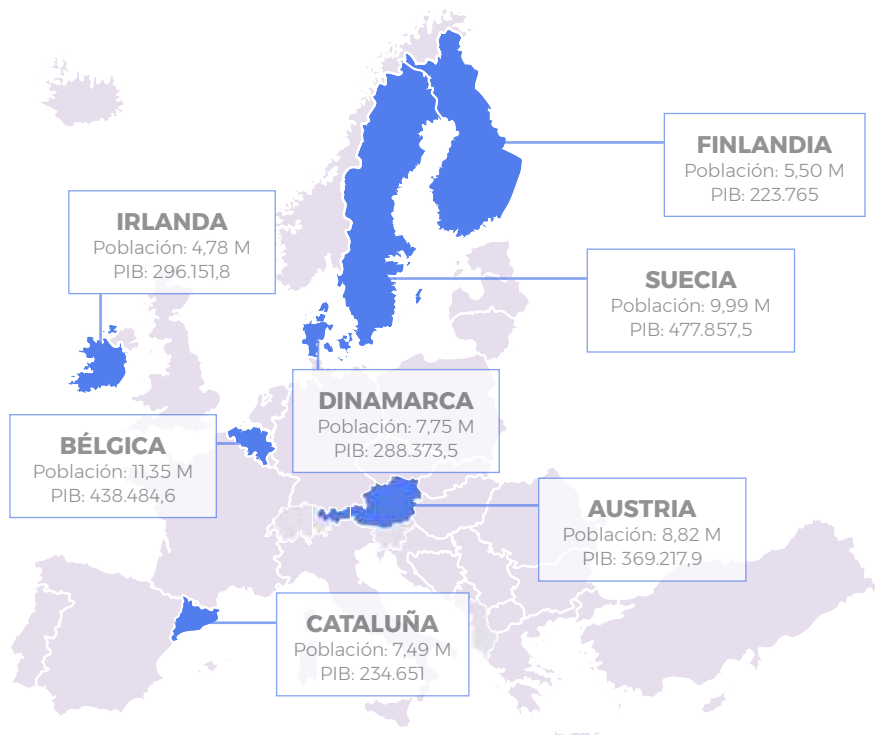 FINLANDIA
Población: 5,50 M
PIB: 223.765
IRLANDA
Población: 4,78 M
PIB: 296.151,8
SUECIA
Población: 9,99 M
PIB: 477.857,5
DINAMARCA
Población: 7,75 M
PIB: 288.373,5
BÉLGICA
Población: 11,35 M
PIB: 438.484,6
AUSTRIA
Población: 8,82 M
PIB: 369.217,9
CATALUÑA
Población: 7,49 M
PIB: 234.651